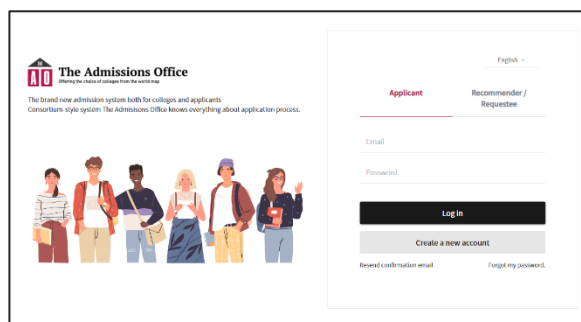 The Admissions Office
Offering the choice of colleges from the world map
The brand new admission system both for colleges and applicants
Consortium-style system The Admisisons Office knows everything about application process.
English
Applicant
Recommender /
Requestee
Email
Password
Log in
Create a new account
Resend confirmation email
Forgot my password.